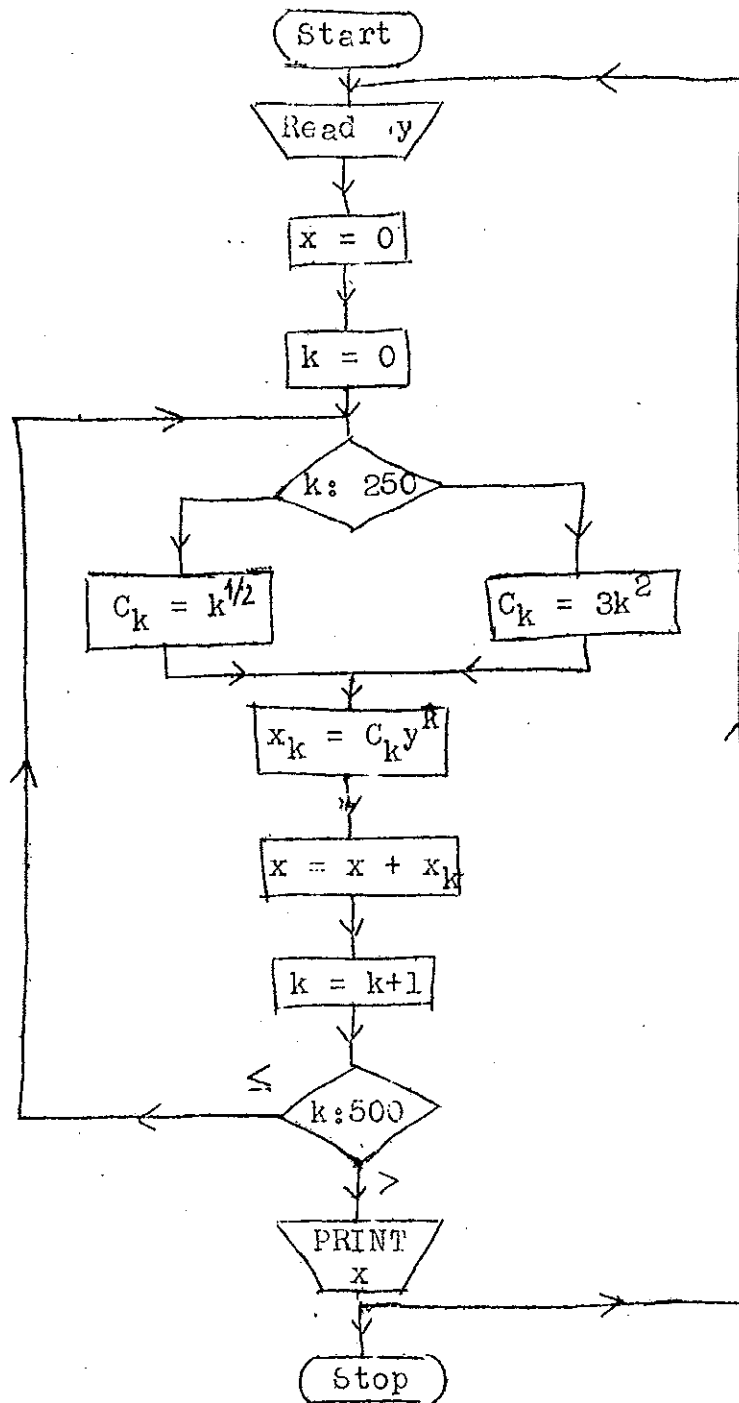 Start
Read y
x = 0
k = 0
k: 250
C_k = k^{1/2}
C_k = 3k^2
x_k = C_k y^k
x = x + x_k
k = k+1
≤
k:500
>
PRINT
x
Stop